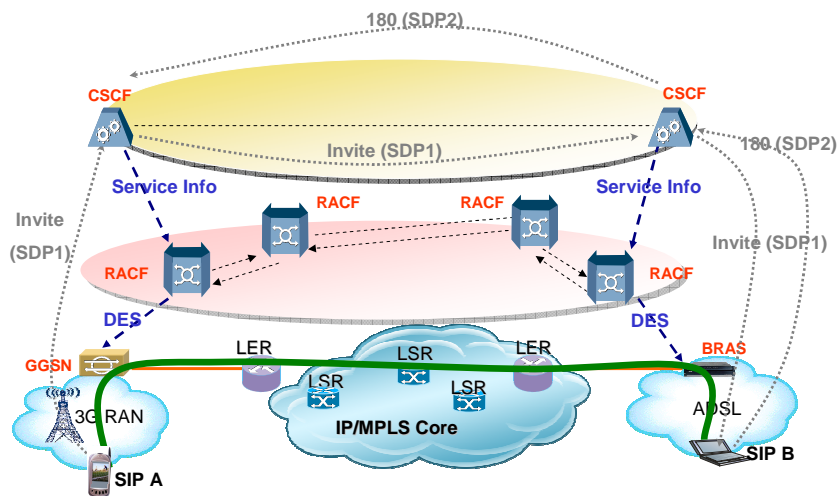 180 (SDP2)
CSCF
CSCF
Invite (SDP1)
180 (SDP2)
Service Info
Service Info
RACF
RACF
Invite
(SDP1)
Invite (SDP1)
RACF
RACF
DES
DES
GGSN
LER
LSR
LER
BRAS
LSR
LSR
3G RAN
ADSL
IP/MPLS Core
SIP A
SIP B